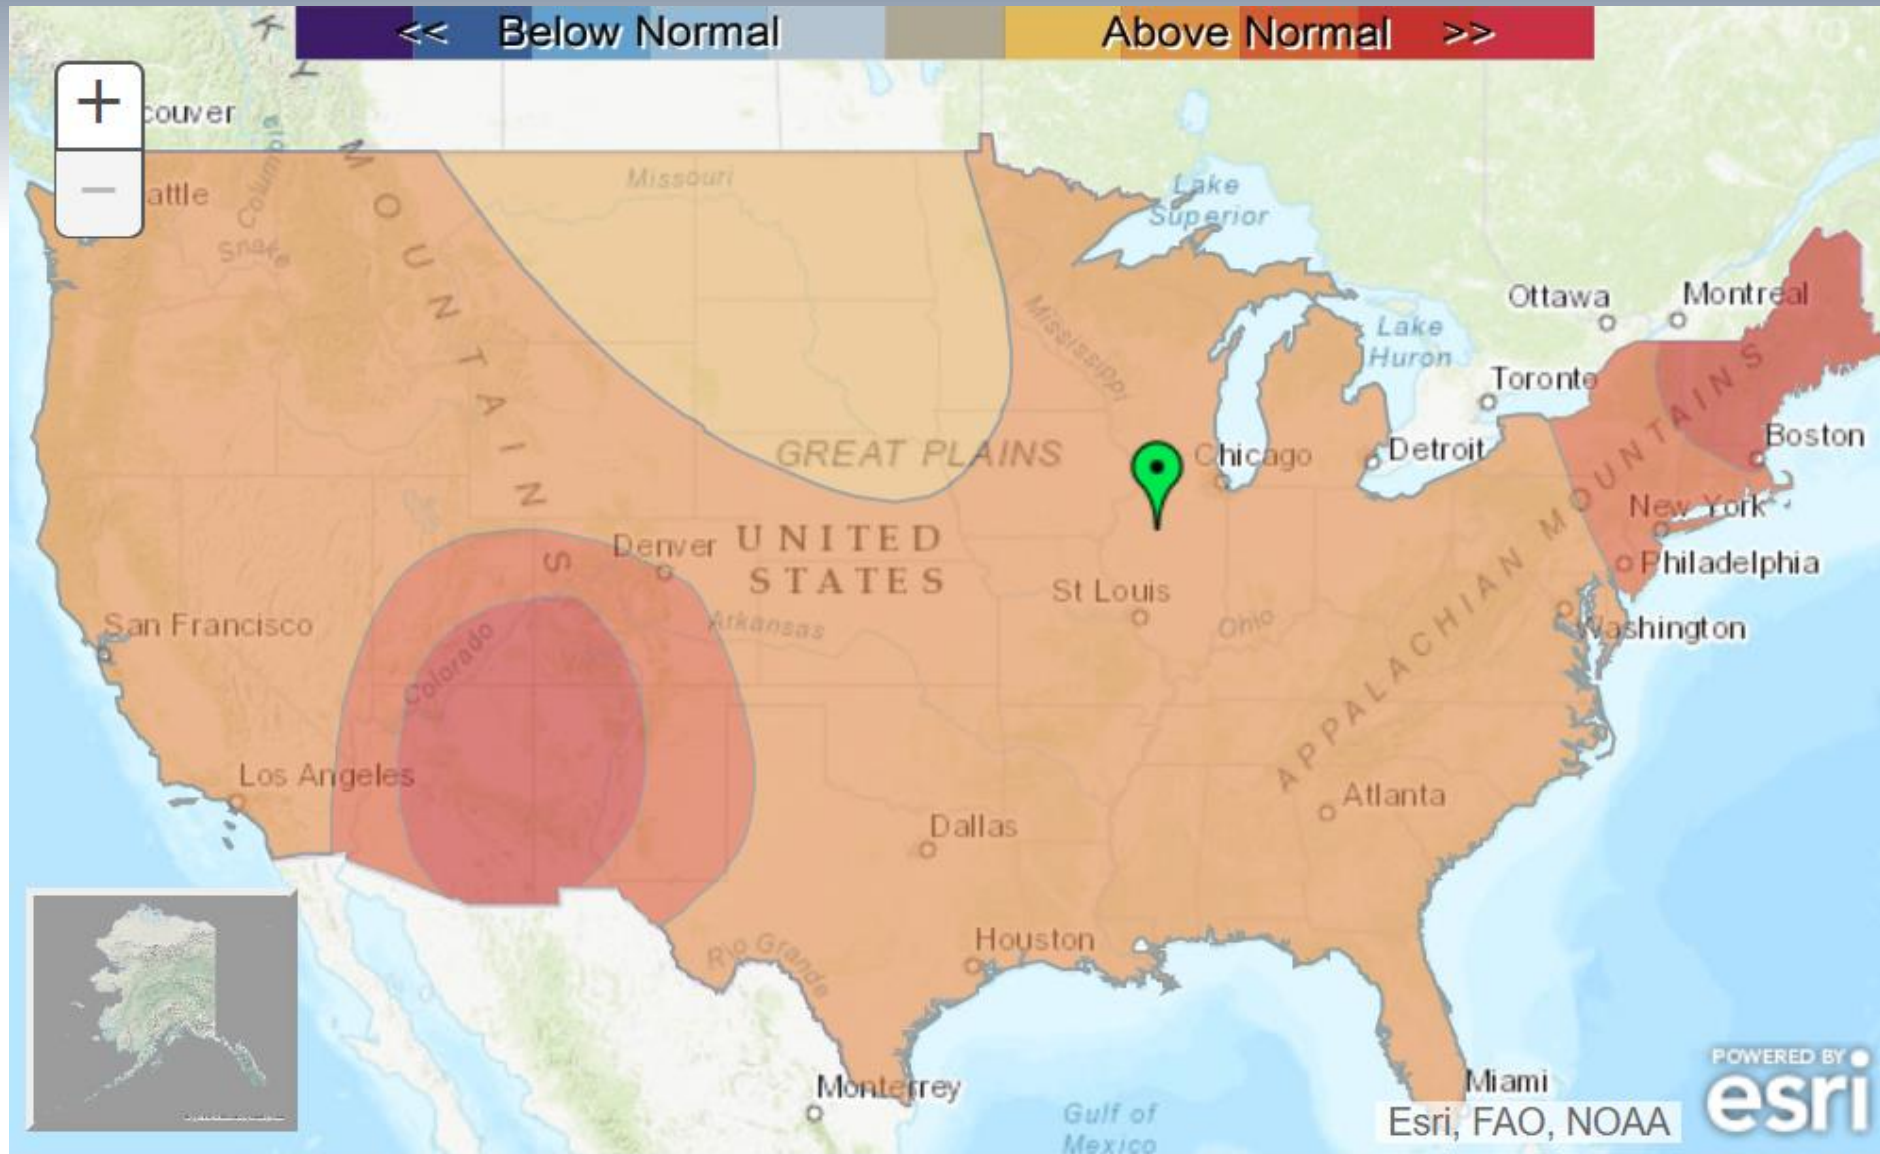 << Below Normal
Above Normal >>
+
−
couver
Columbia
attle
Snake
MOUNTAINS
Missouri
Lake
Superior
Mississippi
Ottawa
Montreal
Lake
Huron
Toronto
GREAT PLAINS
Chicago
Detroit
Boston
New York
Denver
UNITED
STATES
Philadelphia
St Louis
APPALACHIAN MOUNTAINS
San Francisco
Colorado
Arkansas
Ohio
Washington
Los Angeles
Dallas
Atlanta
Rio Grande
Houston
Monterrey
Miami
Gulf of
Mexico
Esri, FAO, NOAA
POWERED BY
esri